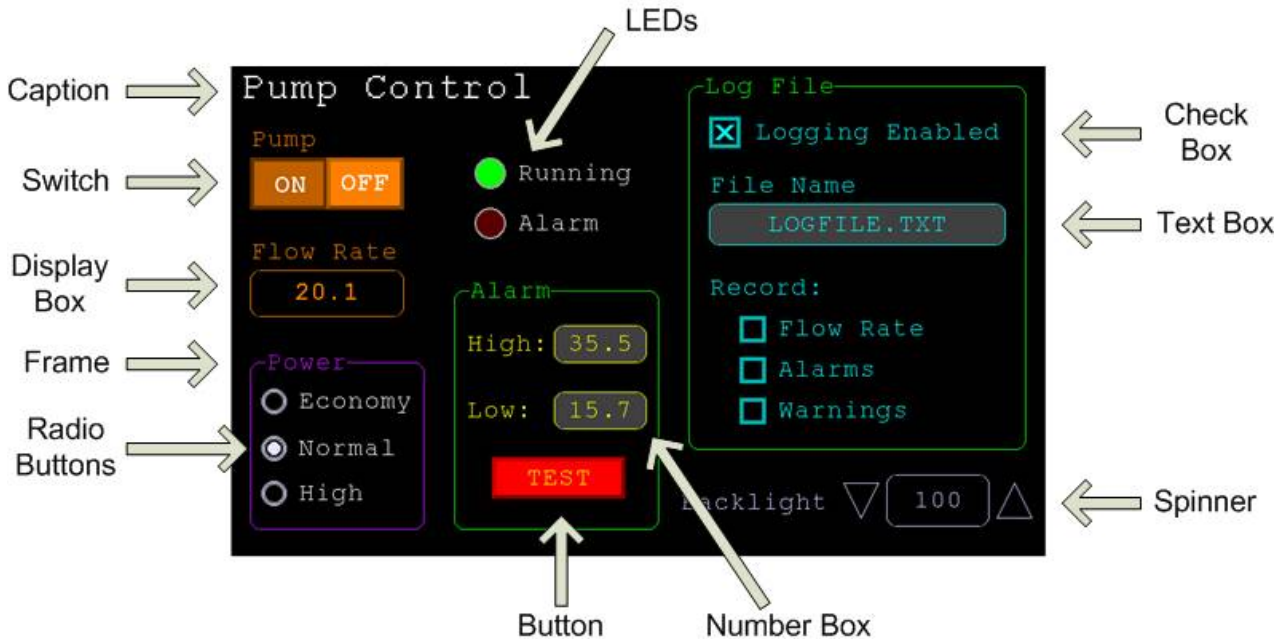 LEDs
Caption
Pump Control
Log File
Check
Box
Logging Enabled
Pump
Switch
ON OFF
Running
File Name
Text Box
LOGFILE.TXT
Alarm
Flow Rate
Display
Box
20.1
Alarm
Record:
Flow Rate
High: 35.5
Frame
Power
Alarms
Economy
Low: 15.7
Warnings
Radio
Buttons
Normal
TEST
High
Backlight 100
Spinner
Button
Number Box